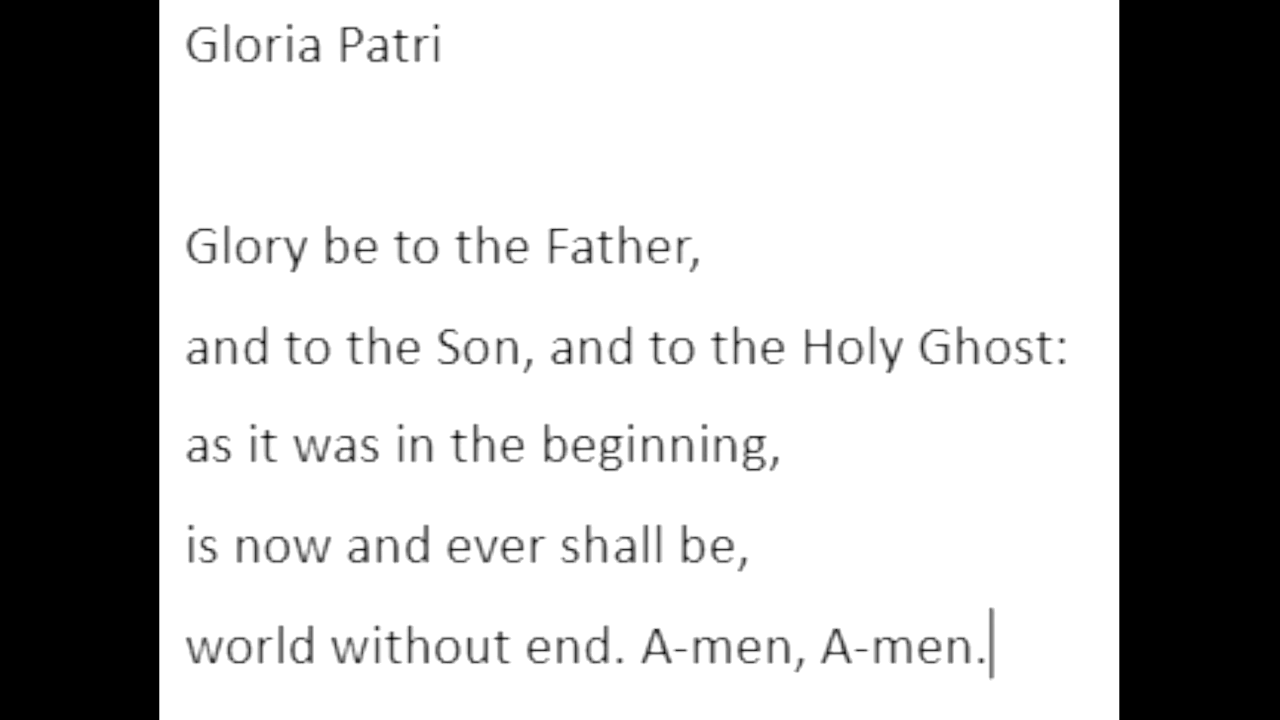 Gloria Patri
Glory be to the Father,
and to the Son, and to the Holy Ghost:
as it was in the beginning,
is now and ever shall be,
world without end. A-men, A-men.